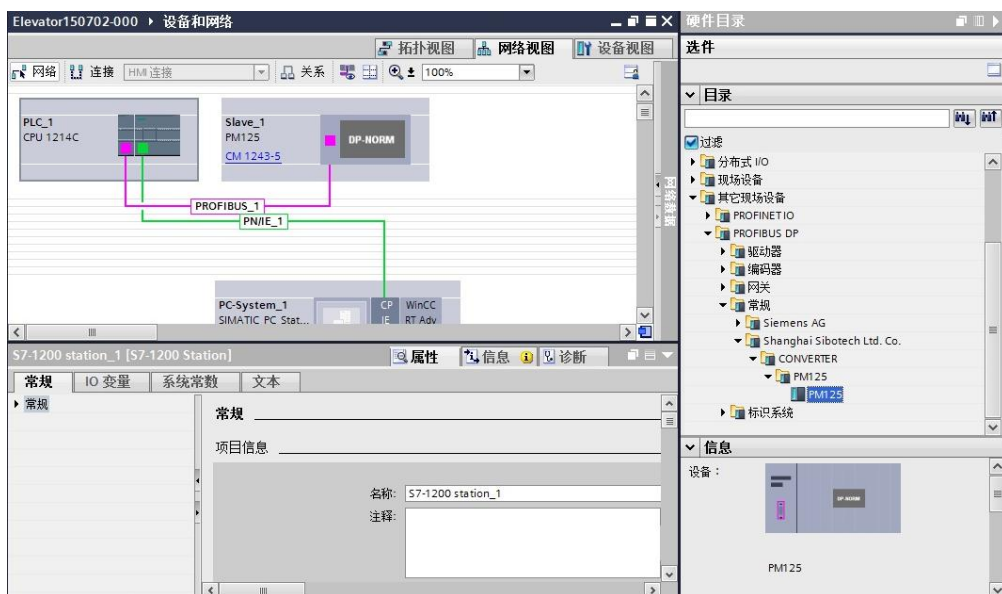 Elevator150702-000 ▸ 设备和网络
拓扑视图 网络视图 设备视图
网络 连接 HMI 连接 关系 100%
PLC_1
CPU 1214C
Slave_1
PM125
CM 1243-5
DP-NORM
PROFIBUS_1
PN/IE_1
PC-System_1
SIMATIC PC Stat...
CP
IE
WinCC
RT Adv
网络数据
S7-1200 station_1 [S7-1200 Station]
属性 信息 诊断
常规 IO 变量 系统常数 文本
常规
常规
项目信息
名称: S7-1200 station_1
注释:
硬件目录
选件
目录
过滤
分布式 I/O
现场设备
其它现场设备
PROFINET IO
PROFIBUS DP
驱动器
编码器
网关
常规
Siemens AG
Shanghai Sibotech Ltd. Co.
CONVERTER
PM125
PM125
标识系统
信息
设备：
DP-NORM
PM125